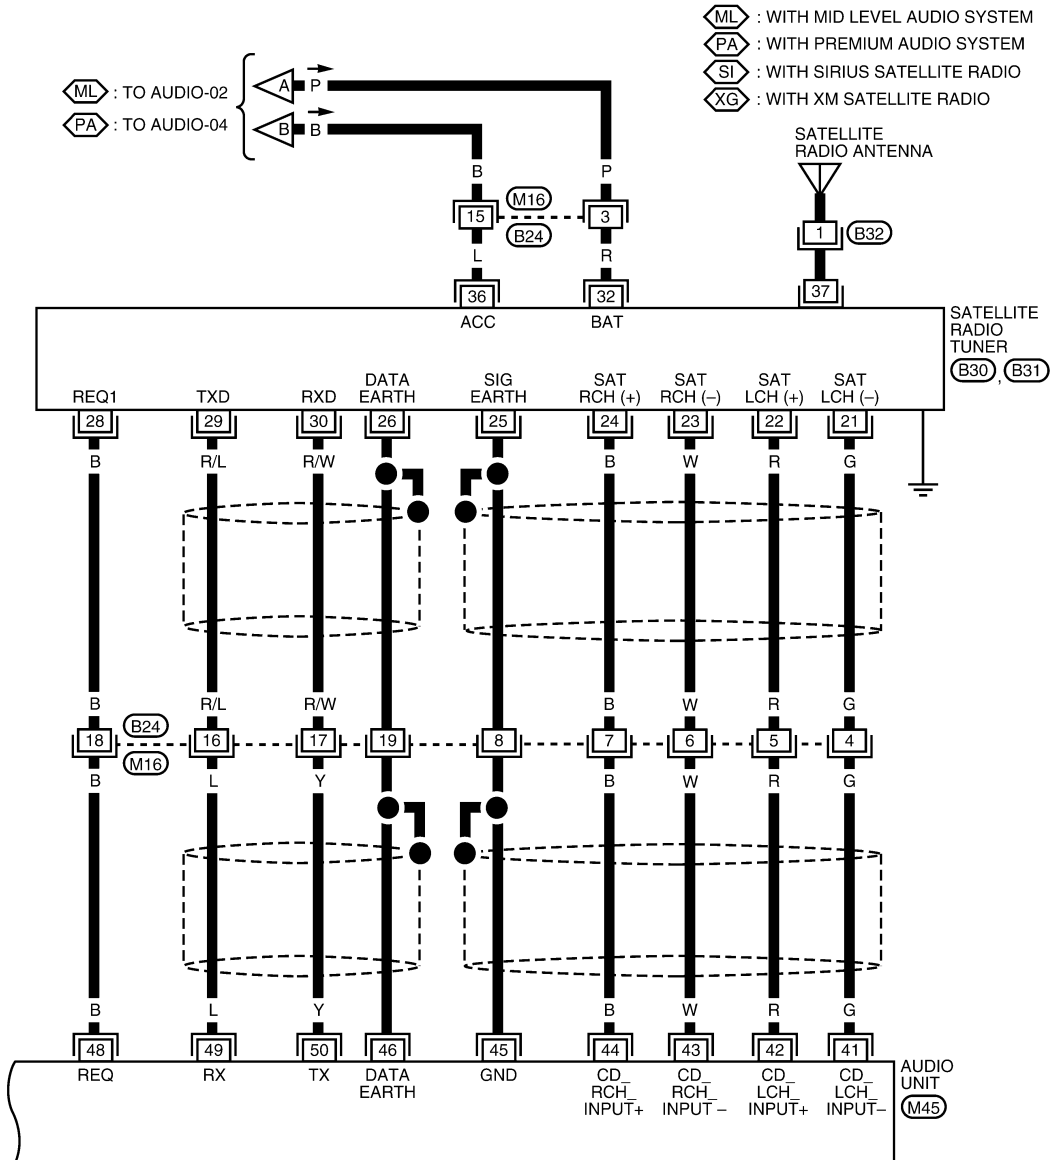 ML : WITH MID LEVEL AUDIO SYSTEM
PA : WITH PREMIUM AUDIO SYSTEM
SI : WITH SIRIUS SATELLITE RADIO
XG : WITH XM SATELLITE RADIO
ML : TO AUDIO-02
PA : TO AUDIO-04
A P
B B
SATELLITE
RADIO ANTENNA
B P
15 M16 3
B24
1 B32
L R
36 32 37
ACC BAT
SATELLITE
RADIO
TUNER
B30 , B31
REQ1 TXD RXD
DATA
EARTH
SIG
EARTH
SAT
RCH (+)
SAT
RCH (–)
SAT
LCH (+)
SAT
LCH (–)
28 29 30 26 25 24 23 22 21
B R/L R/W B W R G
B R/L R/W B W R G
B24
18 16 17 19 8 7 6 5 4
M16
B L Y B W R G
B L Y B W R G
48 49 50 46 45 44 43 42 41
REQ RX TX
DATA
EARTH
GND
CD_
RCH_
INPUT+
CD_
RCH_
INPUT –
CD_
LCH_
INPUT+
CD_
LCH_
INPUT–
AUDIO
UNIT
M45